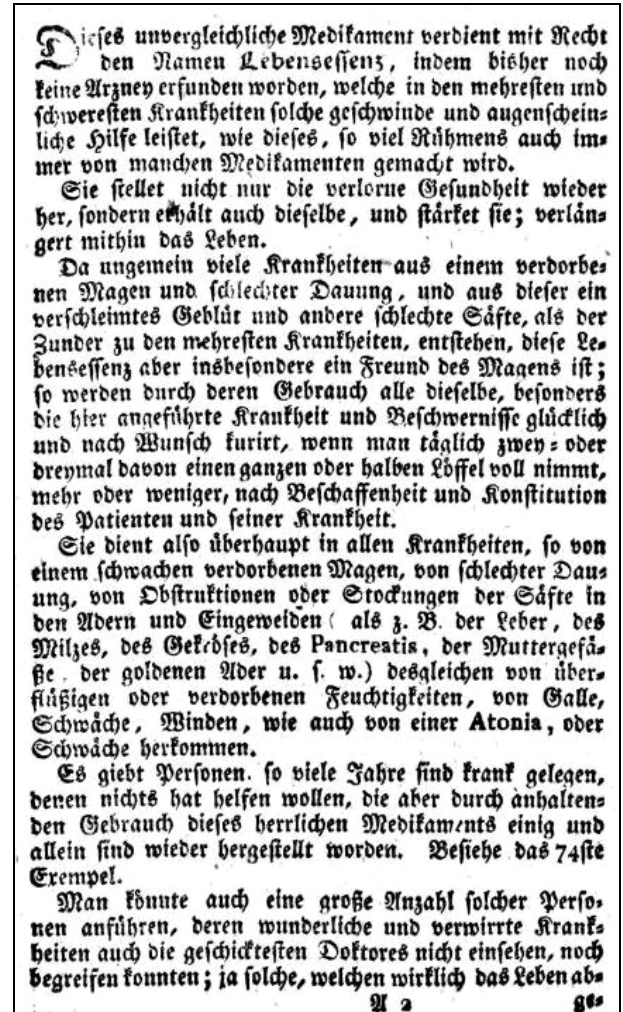 Dieses unvergleichliche Medikament verdient mit Recht
den Namen Lebensessenz, indem bisher noch
keine Arzney erfunden worden, welche in den mehresten und
schweresten Krankheiten solche geschwinde und augenschein-
liche Hilfe leistet, wie dieses, so viel Rühmens auch im-
mer von manchen Medikamenten gemacht wird.
Sie stellet nicht nur die verlorne Gesundheit wieder
her, sondern erhält auch dieselbe, und stärket sie; verlän-
gert mithin das Leben.
Da ungemein viele Krankheiten aus einem verdorbe-
nen Magen und schlechter Dauung, und aus dieser ein
verschleimtes Geblüt und andere schlechte Säfte, als der
Zunder zu den mehresten Krankheiten, entstehen, diese Le-
bensessenz aber insbesondere ein Freund des Magens ist;
so werden durch deren Gebrauch alle dieselbe, besonders
die hier angeführte Krankheit und Beschwernisse glücklich
und nach Wunsch kurirt, wenn man täglich zwey- oder
dreymal davon einen ganzen oder halben Löffel voll nimmt,
mehr oder weniger, nach Beschaffenheit und Konstitution
des Patienten und seiner Krankheit.
Sie dient also überhaupt in allen Krankheiten, so von
einem schwachen verdorbenen Magen, von schlechter Dau-
ung, von Obstruktionen oder Stockungen der Säfte in
den Adern und Eingeweiden (als z. B. der Leber, des
Milzes, des Gekröses, des Pancreatis, der Muttergefä-
ße, der goldenen Ader u. s. w.) desgleichen von über-
flüßigen oder verdorbenen Feuchtigkeiten, von Galle,
Schwäche, Winden, wie auch von einer Atonia, oder
Schwäche herkommen.
Es giebt Personen, so viele Jahre sind krank gelegen,
denen nichts hat helfen wollen, die aber durch anhalten-
den Gebrauch dieses herrlichen Medikaments einig und
allein sind wieder hergestellt worden. Besiehe das 74ste
Exempel.
Man könnte auch eine große Anzahl solcher Perso-
nen anführen, deren wunderliche und verwirrte Krank-
heiten auch die geschicktesten Doktores nicht einsehen, noch
begreifen konnten; ja solche, welchen wirklich das Leben ab-
A 2 ge-